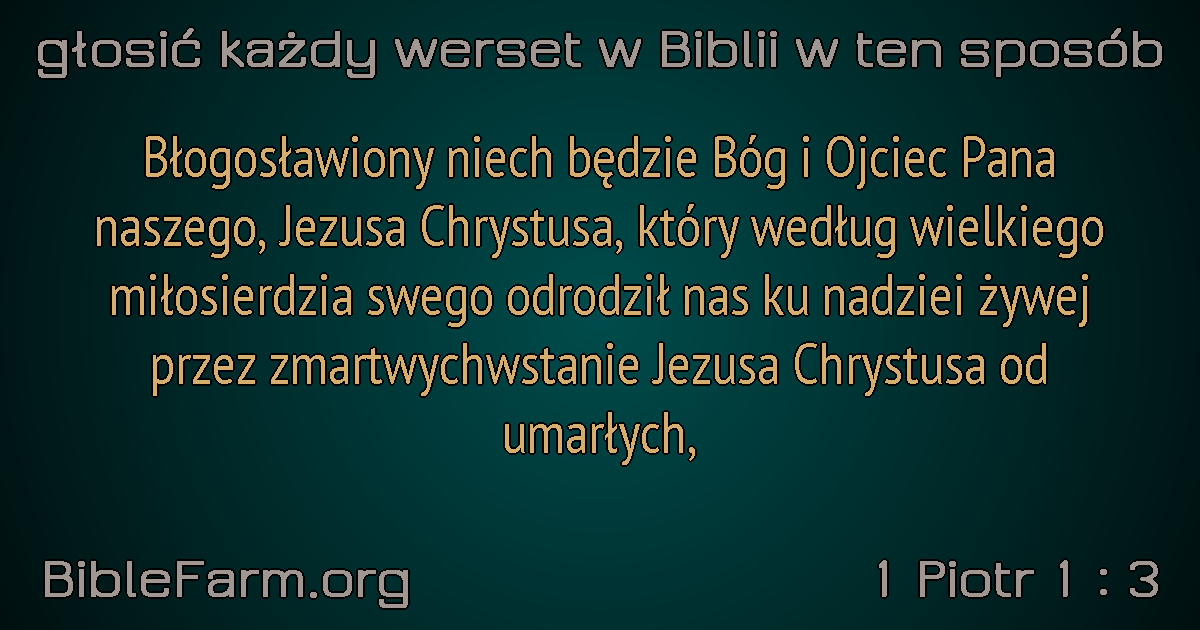 głosić każdy werset w Biblii w ten sposób
Błogosławiony niech będzie Bóg i Ojciec Pana
naszego, Jezusa Chrystusa, który według wielkiego
miłosierdzia swego odrodził nas ku nadziei żywej
przez zmartwychwstanie Jezusa Chrystusa od
umarłych,
BibleFarm.org
1 Piotr 1 : 3